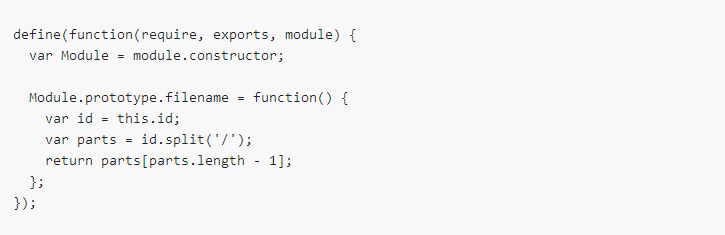 define(function(require, exports, module) {
  var Module = module.constructor;

  Module.prototype.filename = function() {
    var id = this.id;
    var parts = id.split('/');
    return parts[parts.length - 1];
  };
});